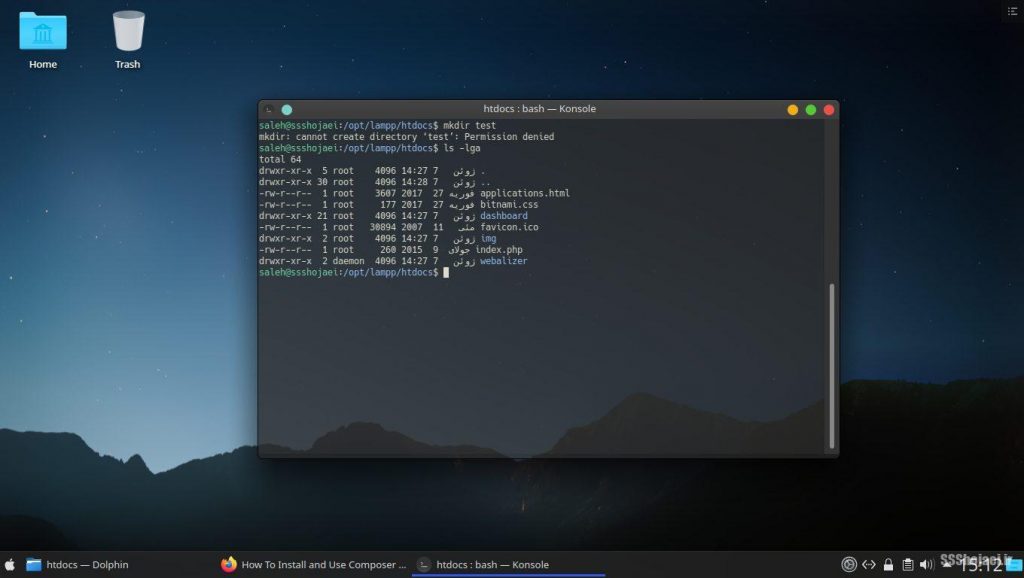 Home
Trash
htdocs : bash — Konsole
saleh@ssshojaei:/opt/lampp/htdocs$ mkdir test
mkdir: cannot create directory ‘test’: Permission denied
saleh@ssshojaei:/opt/lampp/htdocs$ ls -lga
total 64
drwxr-xr-x  5 root    4096 14:27 7  ژوئن .
drwxr-xr-x 30 root    4096 14:28 7  ژوئن ..
-rw-r--r--  1 root    3607 2017  27 فوریه applications.html
-rw-r--r--  1 root     177 2017  27 فوریه bitnami.css
drwxr-xr-x 21 root    4096 14:27 7  ژوئن dashboard
-rw-r--r--  1 root   30894 2007  11  مئی favicon.ico
drwxr-xr-x  2 root    4096 14:27 7  ژوئن img
-rw-r--r--  1 root     260 2015  9  جولای index.php
drwxr-xr-x  2 daemon  4096 14:27 7  ژوئن webalizer
saleh@ssshojaei:/opt/lampp/htdocs$
htdocs — Dolphin
How To Install and Use Composer ...
htdocs : bash — Konsole
15:12
SSShojaei.ir